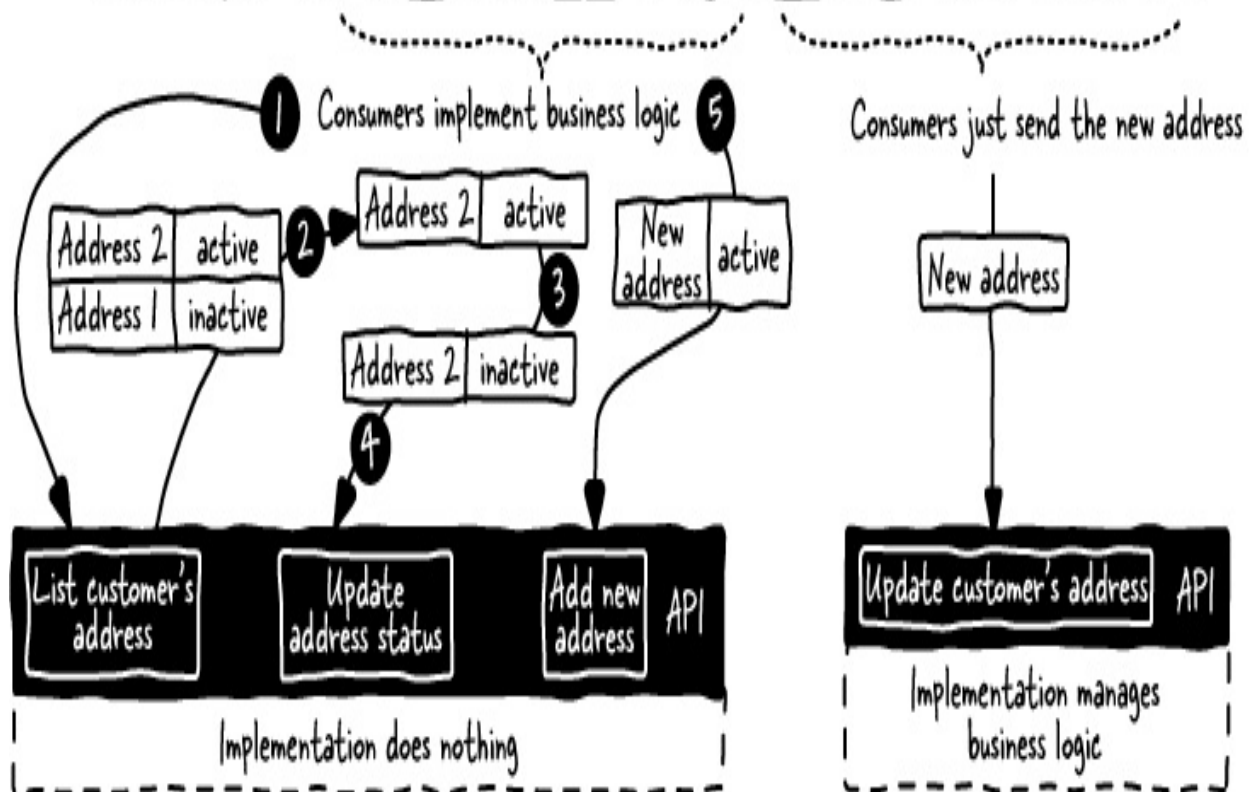 1
Consumers implement business logic
5
Consumers just send the new address
Address 2 active
Address 1 inactive
2
Address 2 active
3
Address 2 inactive
4
New
address
active
New address
List customer's
address
Update
address status
Add new
address
API
Update customer's address
API
Implementation does nothing
Implementation manages
business logic